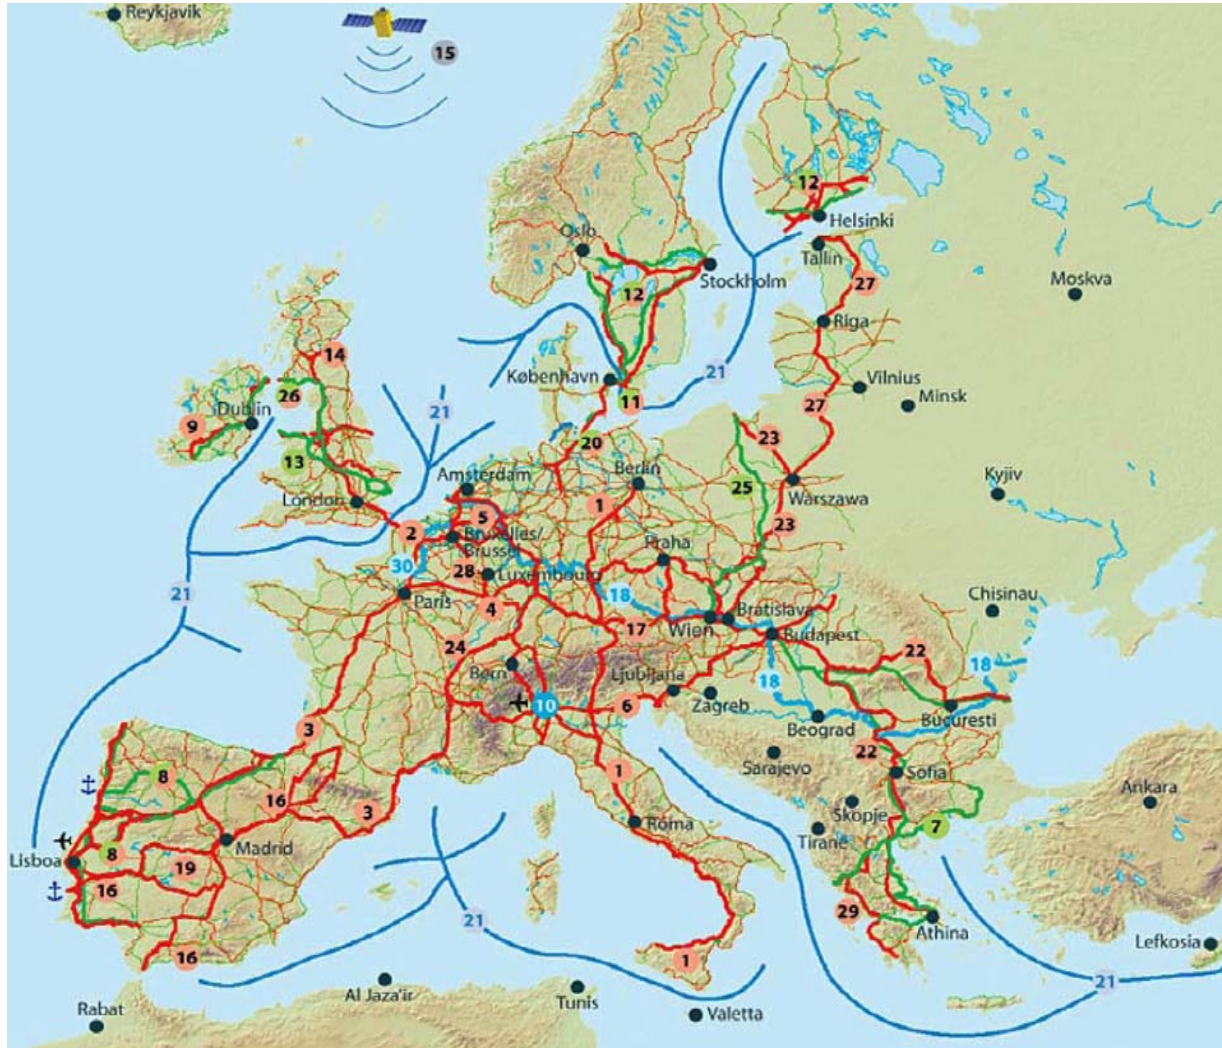 Reykjavik
15
12
Helsinki
Oslo
Tallin
Stockholm
27
Moskva
12
Riga
14
21
København
Vilnius
26
11
Minsk
21
27
Dublin
9
23
20
13
Berlin
Amsterdam
25
Kyjiv
Warszawa
London
1
5
23
2
Bruxelles/
Brussel
Praha
30
28
Luxembourg
18
Chisinau
21
Paris
4
Bratislava
17
Wien
Budapest
24
22
Bern
Ljubljana
18
18
10
6
Zagreb
Bucuresti
3
Beograd
22
1
Sarajevo
Sofia
8
Ankara
16
3
Skopje
Roma
7
Tirane
Madrid
8
Lisboa
19
16
29
21
Athina
Lefkosia
16
1
21
Al Jaza'ir
Tunis
Rabat
Valetta